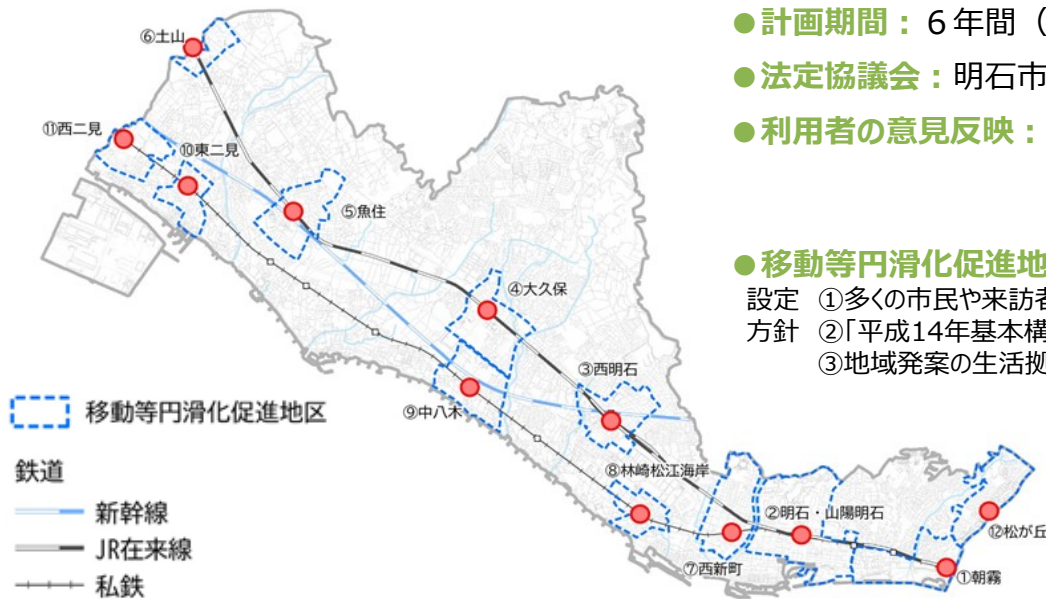 ●計画期間：６年間（
●法定協議会：明石市
●利用者の意見反映：
●移動等円滑化促進地
設定 ①多くの市民や来訪者
方針 ②「平成14年基本構
③地域発案の生活拠
⑥土山
⑪西二見
⑩東二見
⑤魚住
④大久保
③西明石
⑨中八木
⑧林崎松江海岸
②明石・山陽明石
⑫松が丘
⑦西新町
①朝霧
移動等円滑化促進地区
鉄道
新幹線
JR在来線
私鉄